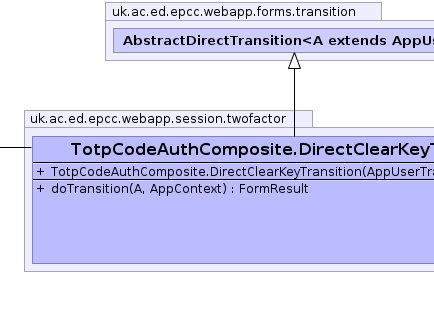 uk.ac.ed.epcc.webapp.forms.transition
AbstractDirectTransition<A extends AppU
uk.ac.ed.epcc.webapp.session.twofactor
TotpCodeAuthComposite.DirectClearKeyT
+ TotpCodeAuthComposite.DirectClearKeyTransition(AppUserTra
+ doTransition(A, AppContext) : FormResult